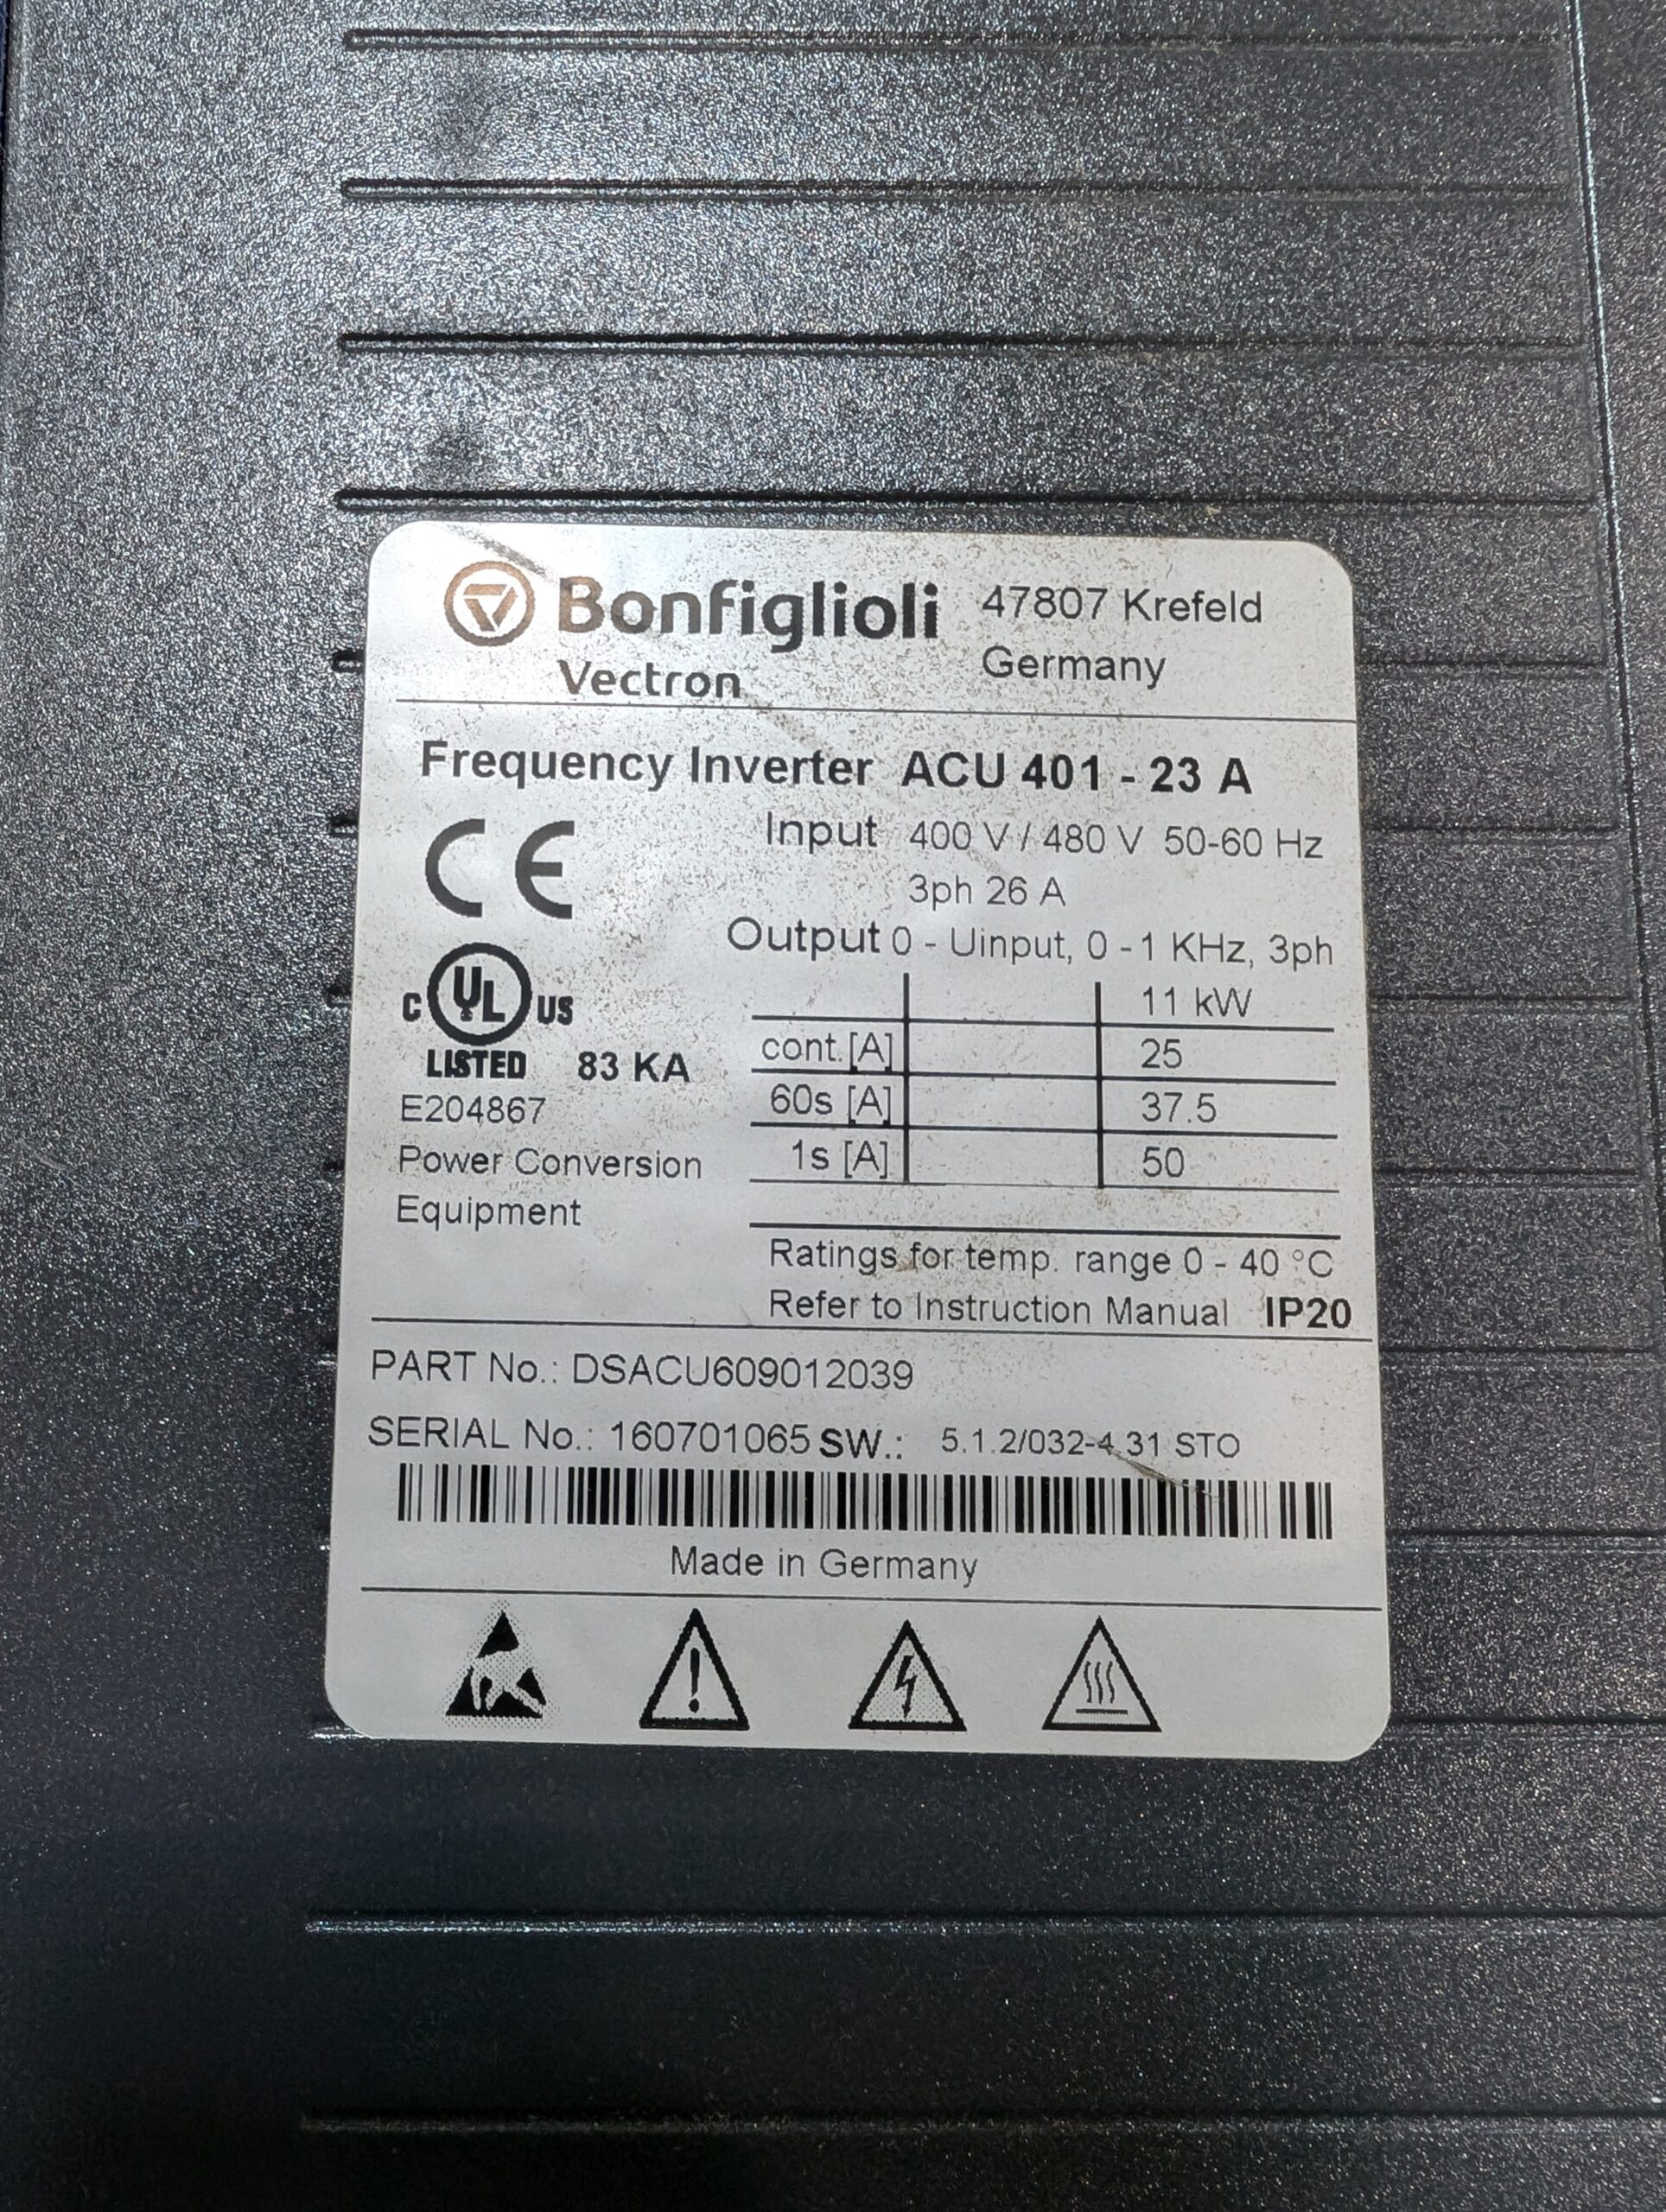 Bonfiglioli 47807 Krefeld
Vectron Germany
Frequency Inverter ACU 401 - 23 A
CE
Input 400 V / 480 V 50-60 Hz
3ph 26 A
Output 0 - Uinput, 0 - 1 KHz, 3ph
C UL US
LISTED 83 KA
E204867
Power Conversion
Equipment
11 kW
cont.[A] 25
60s [A] 37.5
1s [A] 50
Ratings for temp. range 0 - 40 °C
Refer to Instruction Manual IP20
PART No.: DSACU609012039
SERIAL No.: 160701065 SW.: 5.1.2/032-4.31 STO
Made in Germany